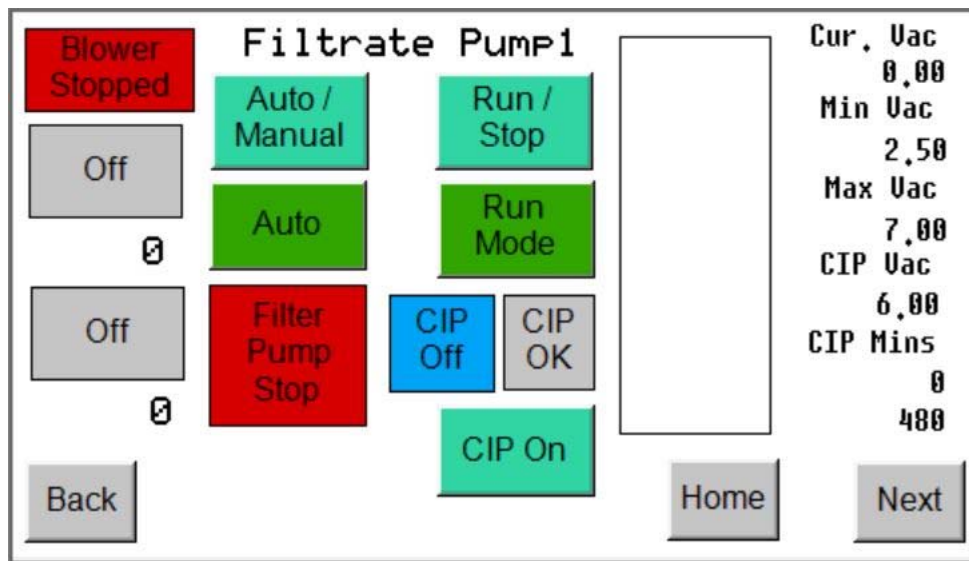 Filtrate Pump1
Blower
Stopped
Off
0
Off
0
Auto /
Manual
Auto
Filter
Pump
Stop
Run /
Stop
Run
Mode
CIP
Off
CIP
OK
CIP On
Cur. Vac
0.00
Min Vac
2.50
Max Vac
7.00
CIP Vac
6.00
CIP Mins
0
480
Back
Home
Next